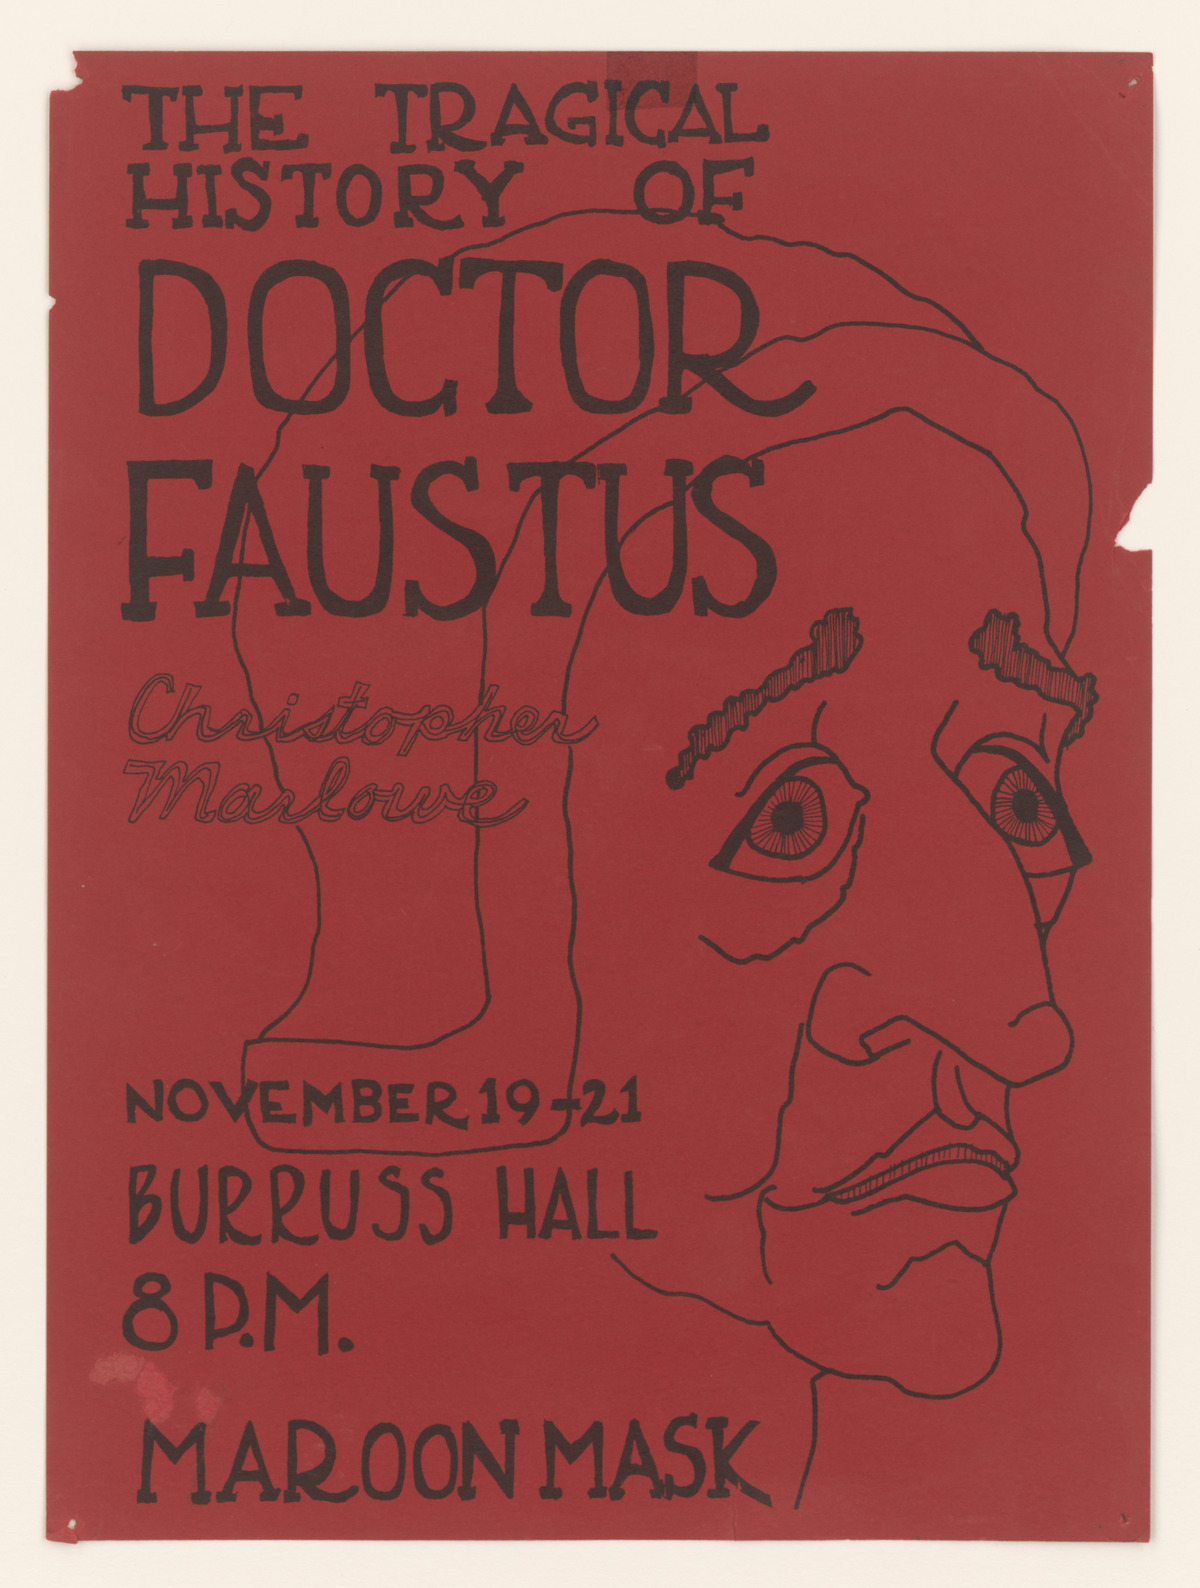 THE TRAGICAL
HISTORY OF
DOCTOR
FAUSTUS
Christopher
Marlowe
NOVEMBER 19-21
BURRUSS HALL
8 P.M.
MAROON MASK